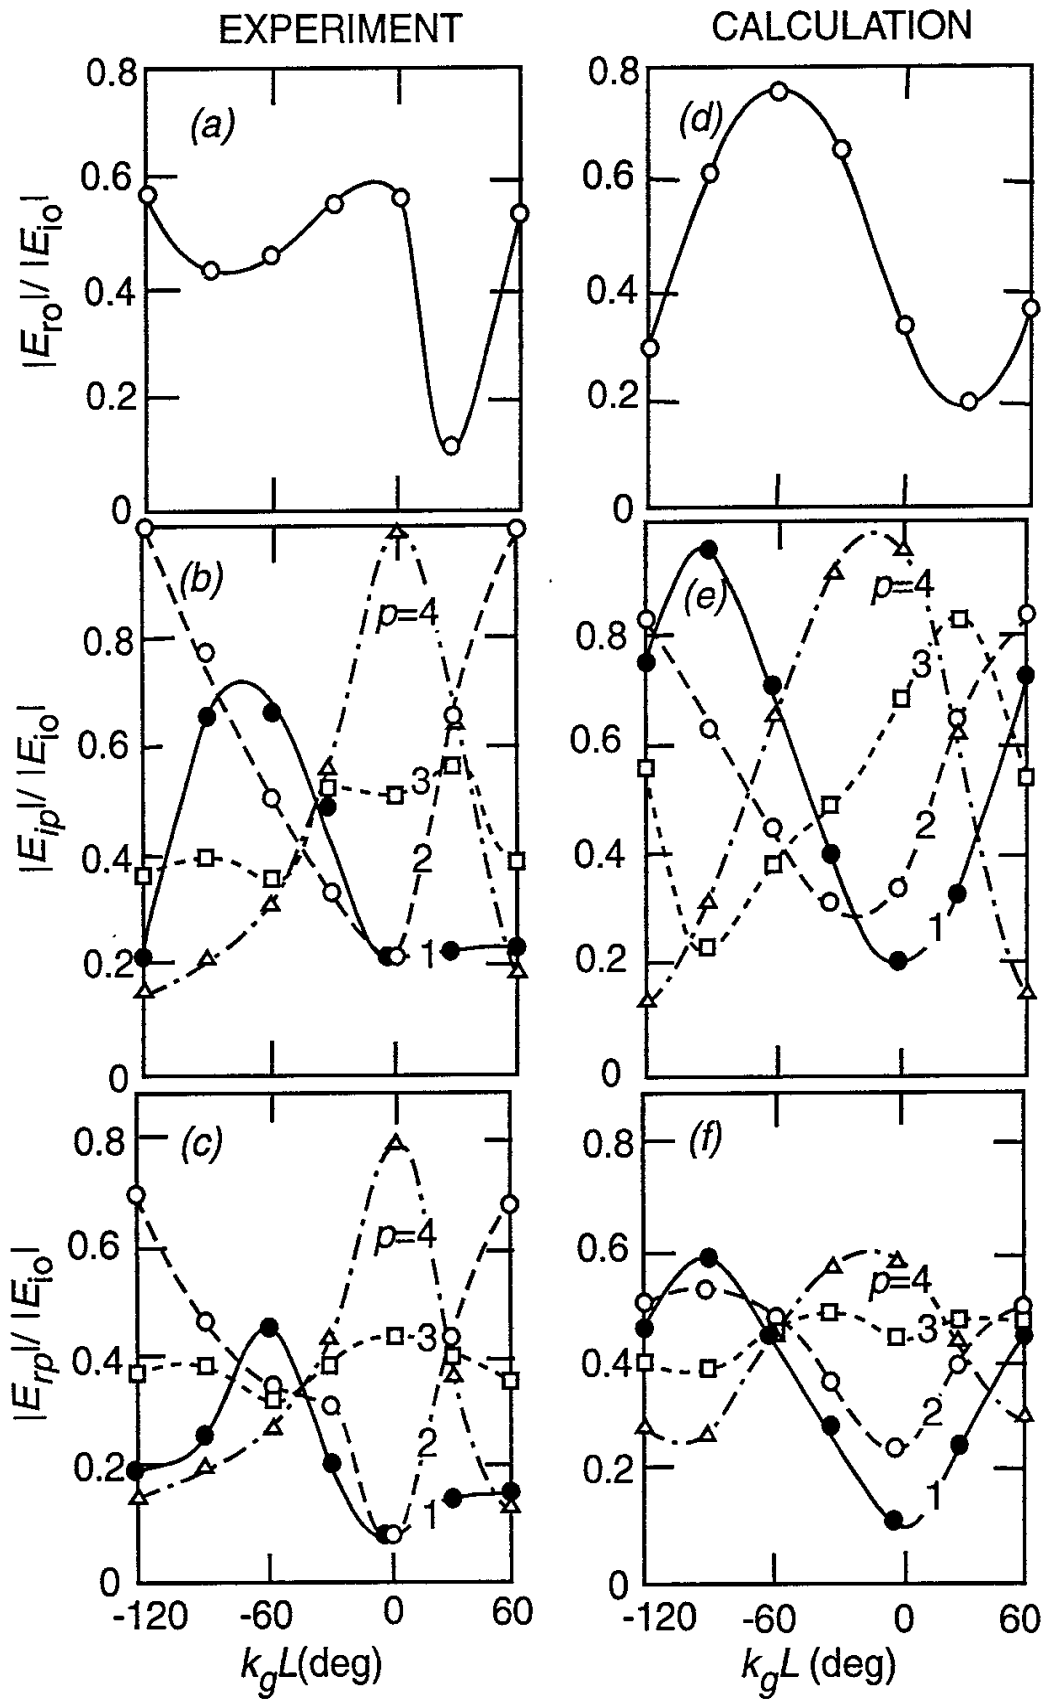 EXPERIMENT
CALCULATION
|E_ro|/ |E_io|
0.8
0.6
0.4
0.2
0
(a)
0.8
0.6
0.4
0.2
0
(d)
|E_ip|/ |E_io|
0.8
0.6
0.4
0.2
0
(b)
p=4
3
2
1
0.8
0.6
0.4
0.2
0
(e)
p=4
3
2
1
|E_rp|/ |E_io|
0.8
0.6
0.4
0.2
0
(c)
p=4
3
2
1
-120
-60
0
60
k_gL(deg)
0.8
0.6
0.4
0.2
0
(f)
p=4
3
2
1
-120
-60
0
60
k_gL (deg)